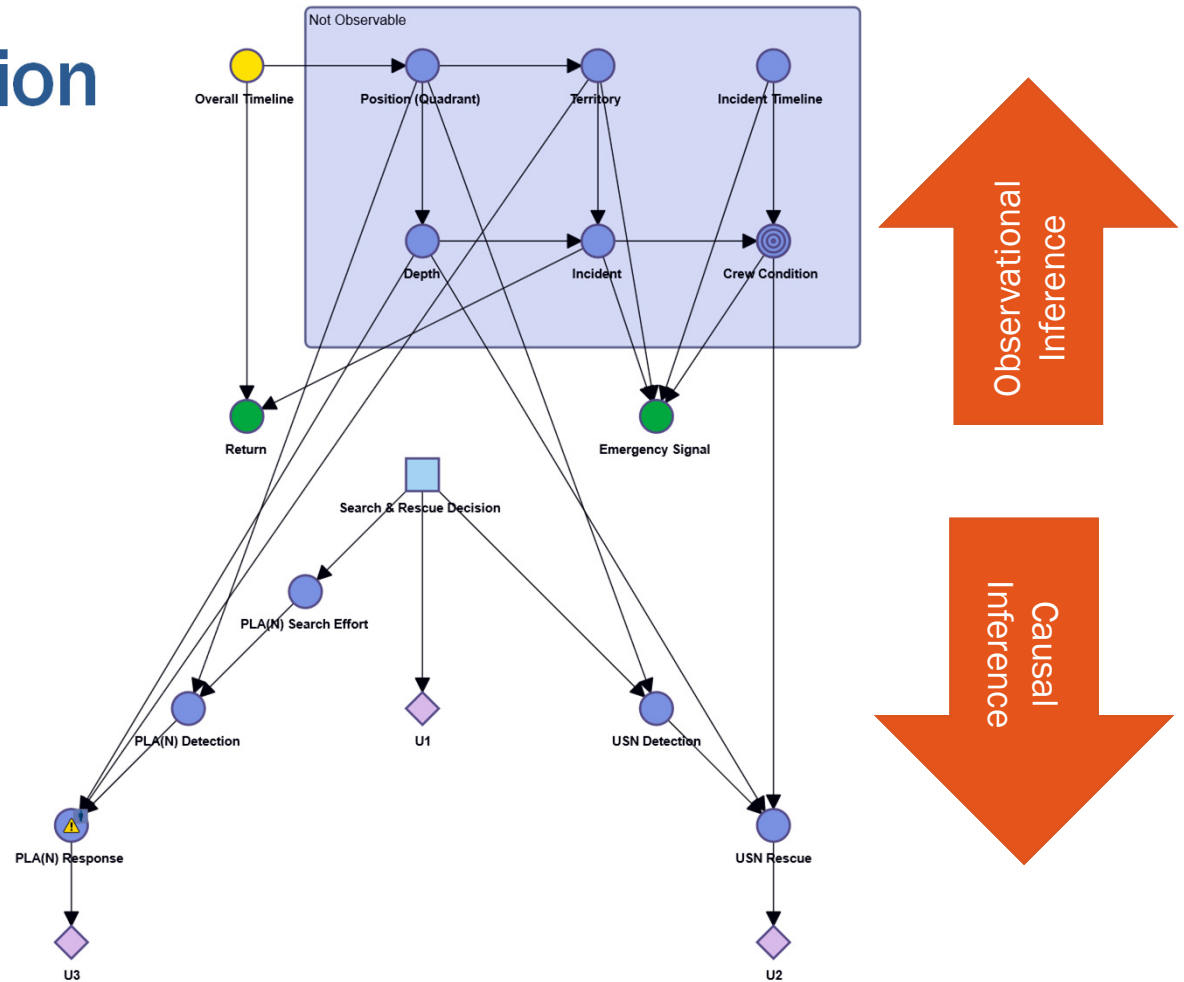 ion
Not Observable
Overall Timeline
Position (Quadrant)
Territory
Incident Timeline
Depth
Incident
Crew Condition
Return
Emergency Signal
Search & Rescue Decision
PLA(N) Search Effort
PLA(N) Detection
U1
USN Detection
PLA(N) Response
USN Rescue
U3
U2
Observational
Inference
Causal
Inference